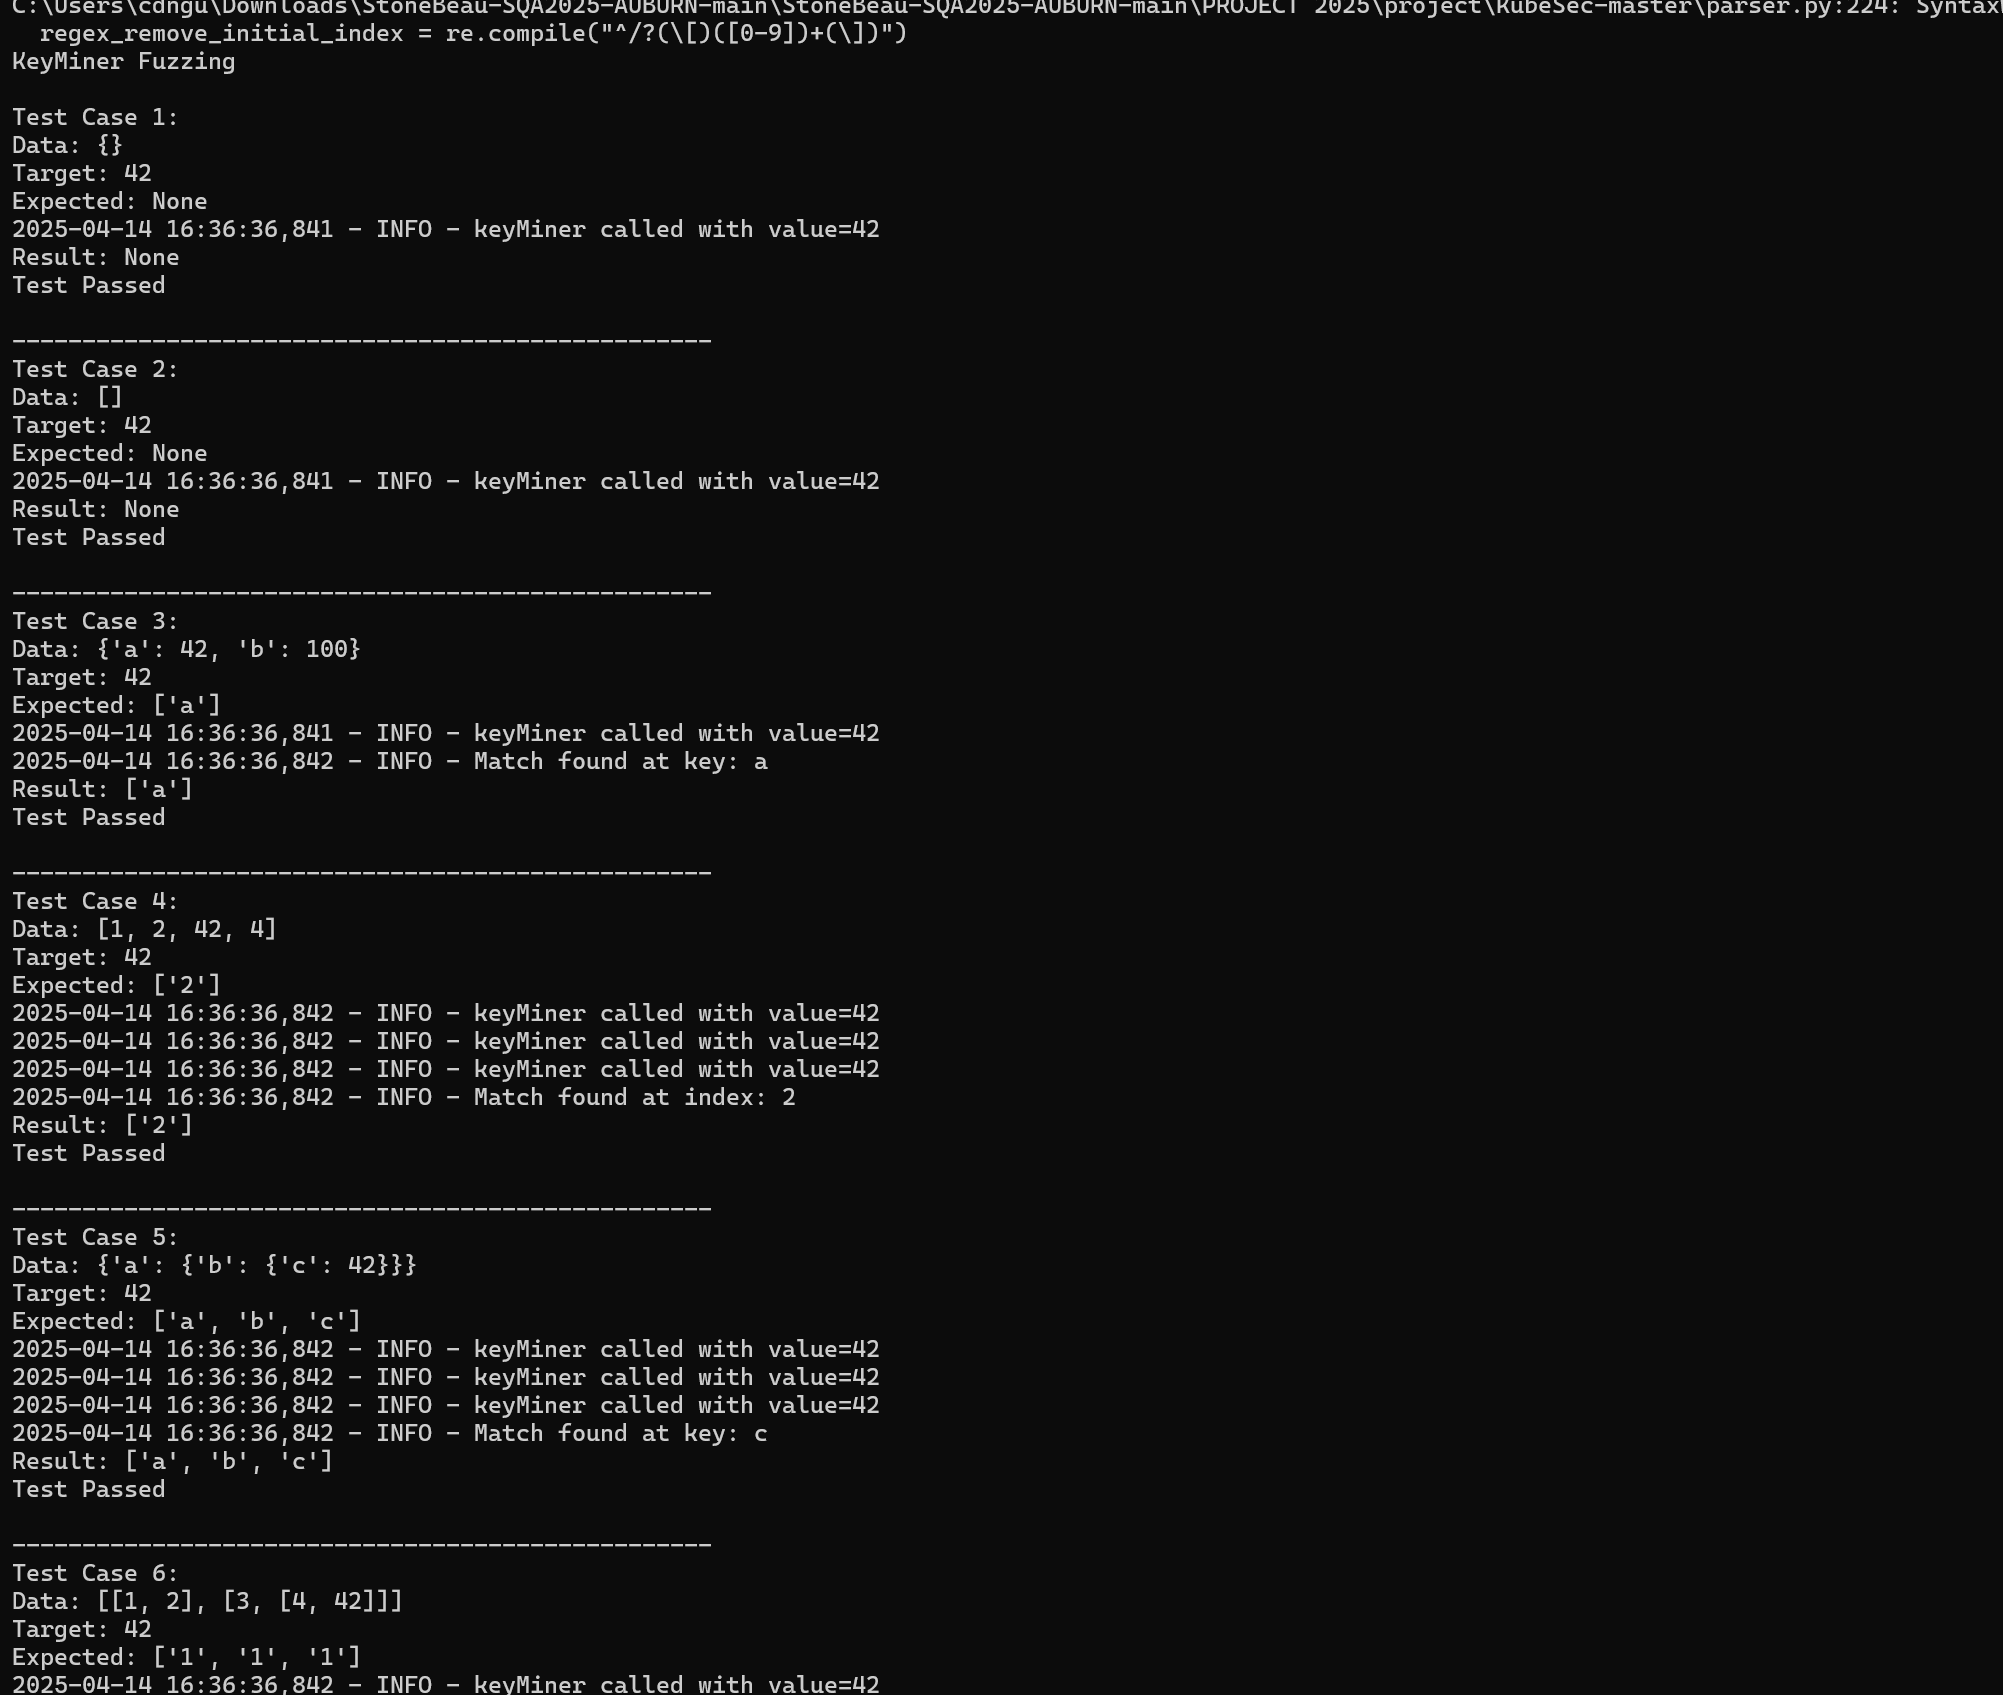 C:\Users\cdngu\Downloads\StoneBeau-SQA2025-AUBURN-main\StoneBeau-SQA2025-AUBURN-main\PROJECT 2025\project\KubeSec-master\parser.py:224: SyntaxW
  regex_remove_initial_index = re.compile("^/?(\[)([0-9])+(\])")
KeyMiner Fuzzing

Test Case 1:
Data: {}
Target: 42
Expected: None
2025-04-14 16:36:36,841 - INFO - keyMiner called with value=42
Result: None
Test Passed

--------------------------------------------------
Test Case 2:
Data: []
Target: 42
Expected: None
2025-04-14 16:36:36,841 - INFO - keyMiner called with value=42
Result: None
Test Passed

--------------------------------------------------
Test Case 3:
Data: {'a': 42, 'b': 100}
Target: 42
Expected: ['a']
2025-04-14 16:36:36,841 - INFO - keyMiner called with value=42
2025-04-14 16:36:36,842 - INFO - Match found at key: a
Result: ['a']
Test Passed

--------------------------------------------------
Test Case 4:
Data: [1, 2, 42, 4]
Target: 42
Expected: ['2']
2025-04-14 16:36:36,842 - INFO - keyMiner called with value=42
2025-04-14 16:36:36,842 - INFO - keyMiner called with value=42
2025-04-14 16:36:36,842 - INFO - keyMiner called with value=42
2025-04-14 16:36:36,842 - INFO - Match found at index: 2
Result: ['2']
Test Passed

--------------------------------------------------
Test Case 5:
Data: {'a': {'b': {'c': 42}}}
Target: 42
Expected: ['a', 'b', 'c']
2025-04-14 16:36:36,842 - INFO - keyMiner called with value=42
2025-04-14 16:36:36,842 - INFO - keyMiner called with value=42
2025-04-14 16:36:36,842 - INFO - keyMiner called with value=42
2025-04-14 16:36:36,842 - INFO - Match found at key: c
Result: ['a', 'b', 'c']
Test Passed

--------------------------------------------------
Test Case 6:
Data: [[1, 2], [3, [4, 42]]]
Target: 42
Expected: ['1', '1', '1']
2025-04-14 16:36:36,842 - INFO - keyMiner called with value=42